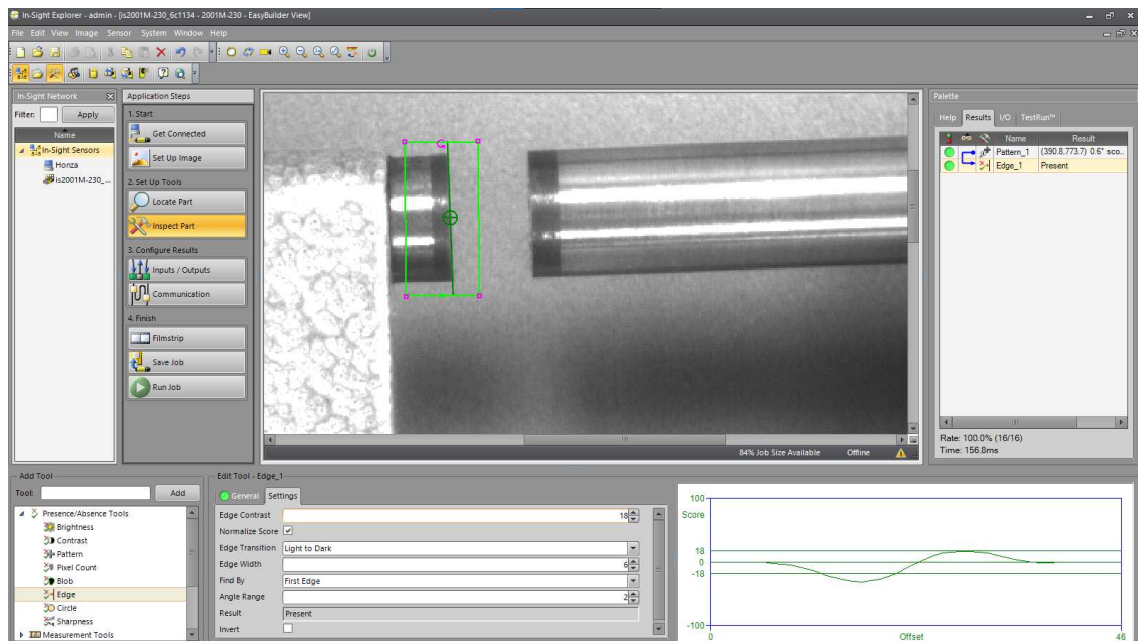 In-Sight Explorer - admin - [is2001M-230_6c1134 - 2001M-230 - EasyBuilder View]
File Edit View Image Sensor System Window Help
In-Sight Network
Filter:
Apply
Name
In-Sight Sensors
Honza
is2001M-230_...
Application Steps
1. Start
Get Connected
Set Up Image
2. Set Up Tools
Locate Part
Inspect Part
3. Configure Results
Inputs / Outputs
Communication
4. Finish
Filmstrip
Save Job
Run Job
84% Job Size Available Offline
Palette
Help Results I/O TestRun™
Name Result
Pattern_1 (390.8,773.7) 0.6° sco...
Edge_1 Present
Rate: 100.0% (16/16)
Time: 156.8ms
Add Tool
Tool:
Add
Presence/Absence Tools
Brightness
Contrast
Pattern
Pixel Count
Blob
Edge
Circle
Sharpness
Measurement Tools
Edit Tool - Edge_1
General Settings
Edge Contrast 18
Normalize Score
Edge Transition Light to Dark
Edge Width 6
Find By First Edge
Angle Range 2
Result Present
Invert
100
Score
18
0
-18
-100
0 Offset 46